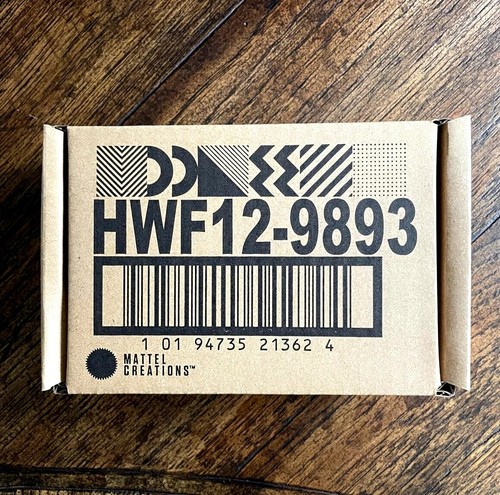 HWF12-9893
1 01 94735 21362 4
MATTEL
CREATIONS™